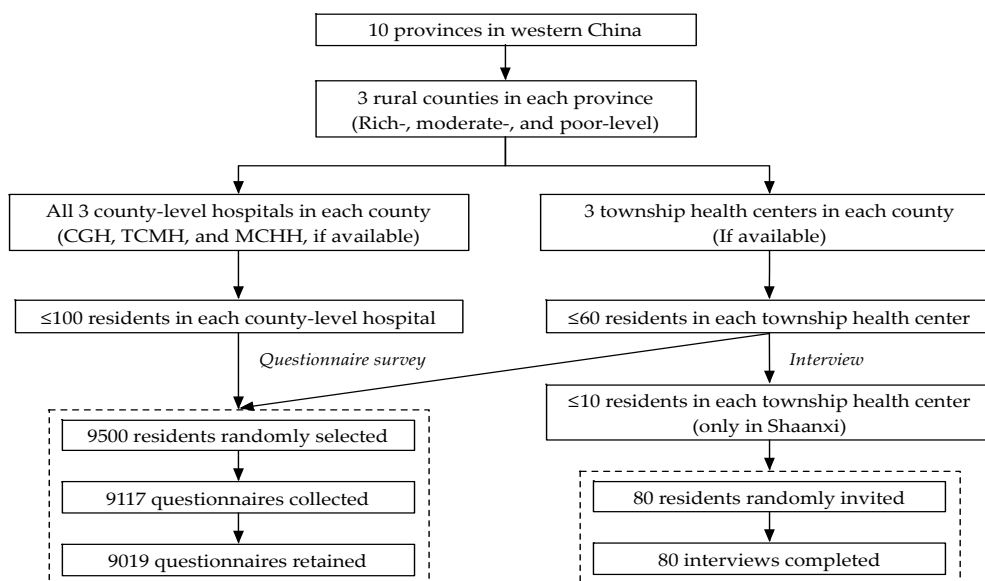 10 provinces in western China
3 rural counties in each province
(Rich-, moderate-, and poor-level)
All 3 county-level hospitals in each county
(CGH, TCMH, and MCHH, if available)
3 township health centers in each county
(If available)
≤100 residents in each county-level hospital
≤60 residents in each township health center
Questionnaire survey
Interview
≤10 residents in each township health center
(only in Shaanxi)
9500 residents randomly selected
9117 questionnaires collected
9019 questionnaires retained
80 residents randomly invited
80 interviews completed